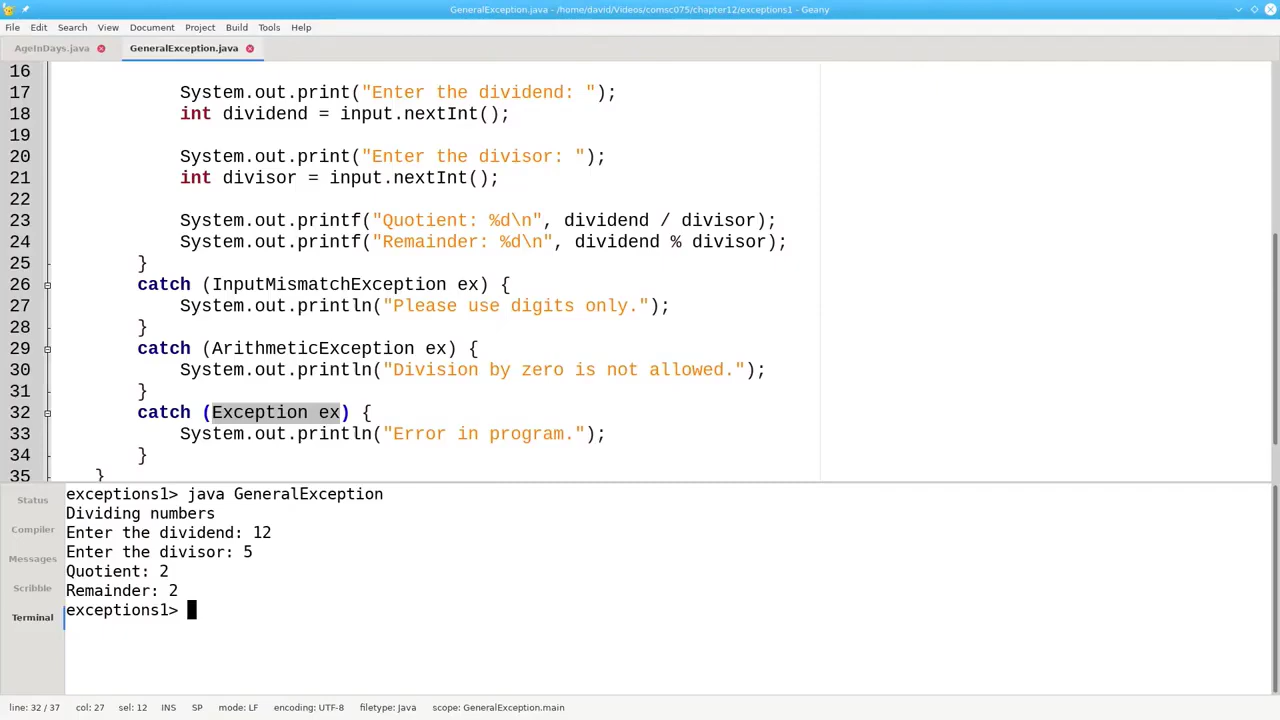 GeneralException.java - /home/david/Videos/comsc075/chapter12/exceptions1 - Geany
File Edit Search View Document Project Build Tools Help
AgeInDays.java GeneralException.java
16
17 System.out.print("Enter the dividend: ");
18 int dividend = input.nextInt();
19
20 System.out.print("Enter the divisor: ");
21 int divisor = input.nextInt();
22
23 System.out.printf("Quotient: %d\n", dividend / divisor);
24 System.out.printf("Remainder: %d\n", dividend % divisor);
25 }
26 catch (InputMismatchException ex) {
27 System.out.println("Please use digits only.");
28 }
29 catch (ArithmeticException ex) {
30 System.out.println("Division by zero is not allowed.");
31 }
32 catch (Exception ex) {
33 System.out.println("Error in program.");
34 }
35 }
Status
Compiler
Messages
Scribble
Terminal
exceptions1> java GeneralException
Dividing numbers
Enter the dividend: 12
Enter the divisor: 5
Quotient: 2
Remainder: 2
exceptions1>
line: 32 / 37 col: 27 sel: 12 INS SP mode: LF encoding: UTF-8 filetype: Java scope: GeneralException.main